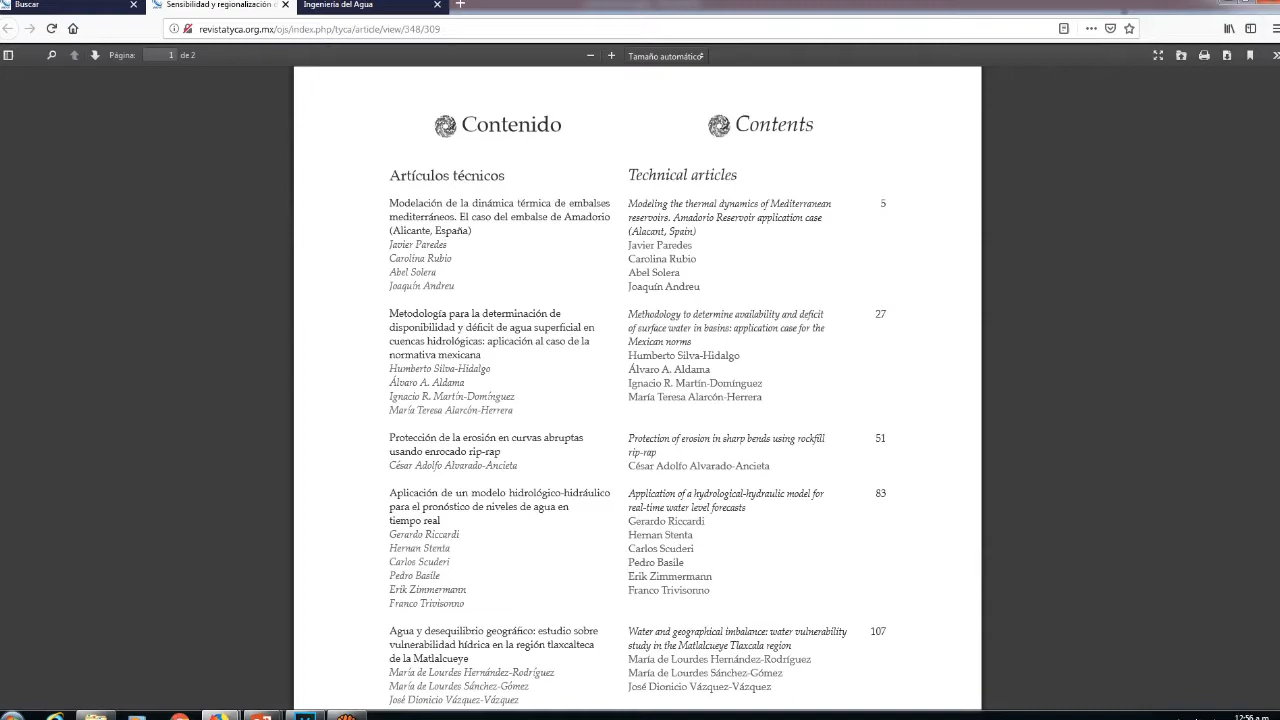 Buscar
Sensibilidad y regionalización d
Ingeniería del Agua
revistatyca.org.mx/ojs/index.php/tyca/article/view/348/309
Página: 1 de 2
Tamaño automático
Contenido
Artículos técnicos
Modelación de la dinámica térmica de embalses
mediterráneos. El caso del embalse de Amadorio
(Alicante, España)
Javier Paredes
Carolina Rubio
Abel Solera
Joaquín Andreu
Metodología para la determinación de
disponibilidad y déficit de agua superficial en
cuencas hidrológicas: aplicación al caso de la
normativa mexicana
Humberto Silva-Hidalgo
Álvaro A. Aldama
Ignacio R. Martín-Domínguez
María Teresa Alarcón-Herrera
Protección de la erosión en curvas abruptas
usando enrocado rip-rap
César Adolfo Alvarado-Ancieta
Aplicación de un modelo hidrológico-hidráulico
para el pronóstico de niveles de agua en
tiempo real
Gerardo Riccardi
Hernan Stenta
Carlos Scuderi
Pedro Basile
Erik Zimmermann
Franco Trivisonno
Agua y desequilibrio geográfico: estudio sobre
vulnerabilidad hídrica en la región tlaxcalteca
de la Matlalcueye
María de Lourdes Hernández-Rodríguez
María de Lourdes Sánchez-Gómez
José Dionicio Vázquez-Vázquez
Contents
Technical articles
Modeling the thermal dynamics of Mediterranean 5
reservoirs. Amadorio Reservoir application case
(Alacant, Spain)
Javier Paredes
Carolina Rubio
Abel Solera
Joaquín Andreu
Methodology to determine availability and deficit 27
of surface water in basins: application case for the
Mexican norms
Humberto Silva-Hidalgo
Álvaro A. Aldama
Ignacio R. Martín-Domínguez
María Teresa Alarcón-Herrera
Protection of erosion in sharp bends using rockfill 51
rip-rap
César Adolfo Alvarado-Ancieta
Application of a hydrological-hydraulic model for 83
real-time water level forecasts
Gerardo Riccardi
Hernan Stenta
Carlos Scuderi
Pedro Basile
Erik Zimmermann
Franco Trivisonno
Water and geographical imbalance: water vulnerability 107
study in the Matlalcueye Tlaxcala region
María de Lourdes Hernández-Rodríguez
María de Lourdes Sánchez-Gómez
José Dionicio Vázquez-Vázquez
12:56 a.m.